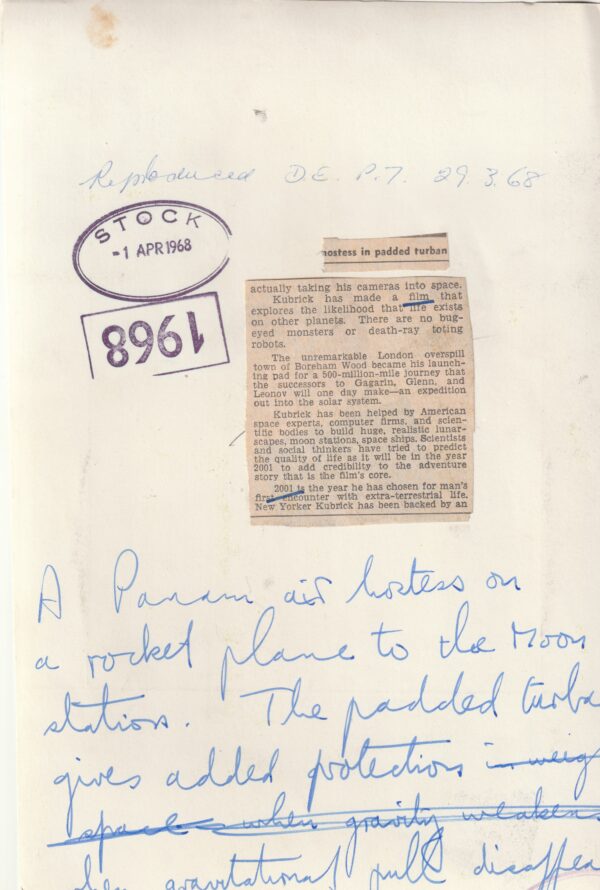 Reproduced D.E. P.T. 29.3.68
STOCK
-1 APR 1968
1968
hostess in padded turban
actually taking his cameras into space.
Kubrick has made a film that
explores the likelihood that life exists
on other planets. There are no bug-
eyed monsters or death-ray toting
robots.
The unremarkable London overspill
town of Boreham Wood became his launch-
ing pad for a 500-million-mile journey that
the successors to Gagarin, Glenn, and
Leonov will one day make—an expedition
out into the solar system.
Kubrick has been helped by American
space experts, computer firms, and scien-
tific bodies to build huge, realistic lunar-
scapes, moon stations, space ships. Scientists
and social thinkers have tried to predict
the quality of life as it will be in the year
2001 to add credibility to the adventure
story that is the film's core.
2001 is the year he has chosen for man's
first encounter with extra-terrestrial life.
New Yorker Kubrick has been backed by an
A Panam air hostess on
a rocket plane to the Moon
station. The padded turba
gives added protection in weig
space when gravity weakens
when gravitational pull disappea